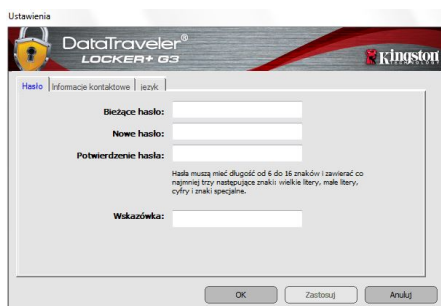 Ustawienia
DataTraveler®
LOCKER+ G3
Kingston
TECHNOLOGY
Hasło Informacje kontaktowe język
Bieżące hasło:
Nowe hasło:
Potwierdzenie hasła:
Hasła muszą mieć długość od 6 do 16 znaków i zawierać co
najmniej trzy następujące znaki: wielkie litery, małe litery,
cyfry i znaki specjalne.
Wskazówka:
OK Zastosuj Anuluj